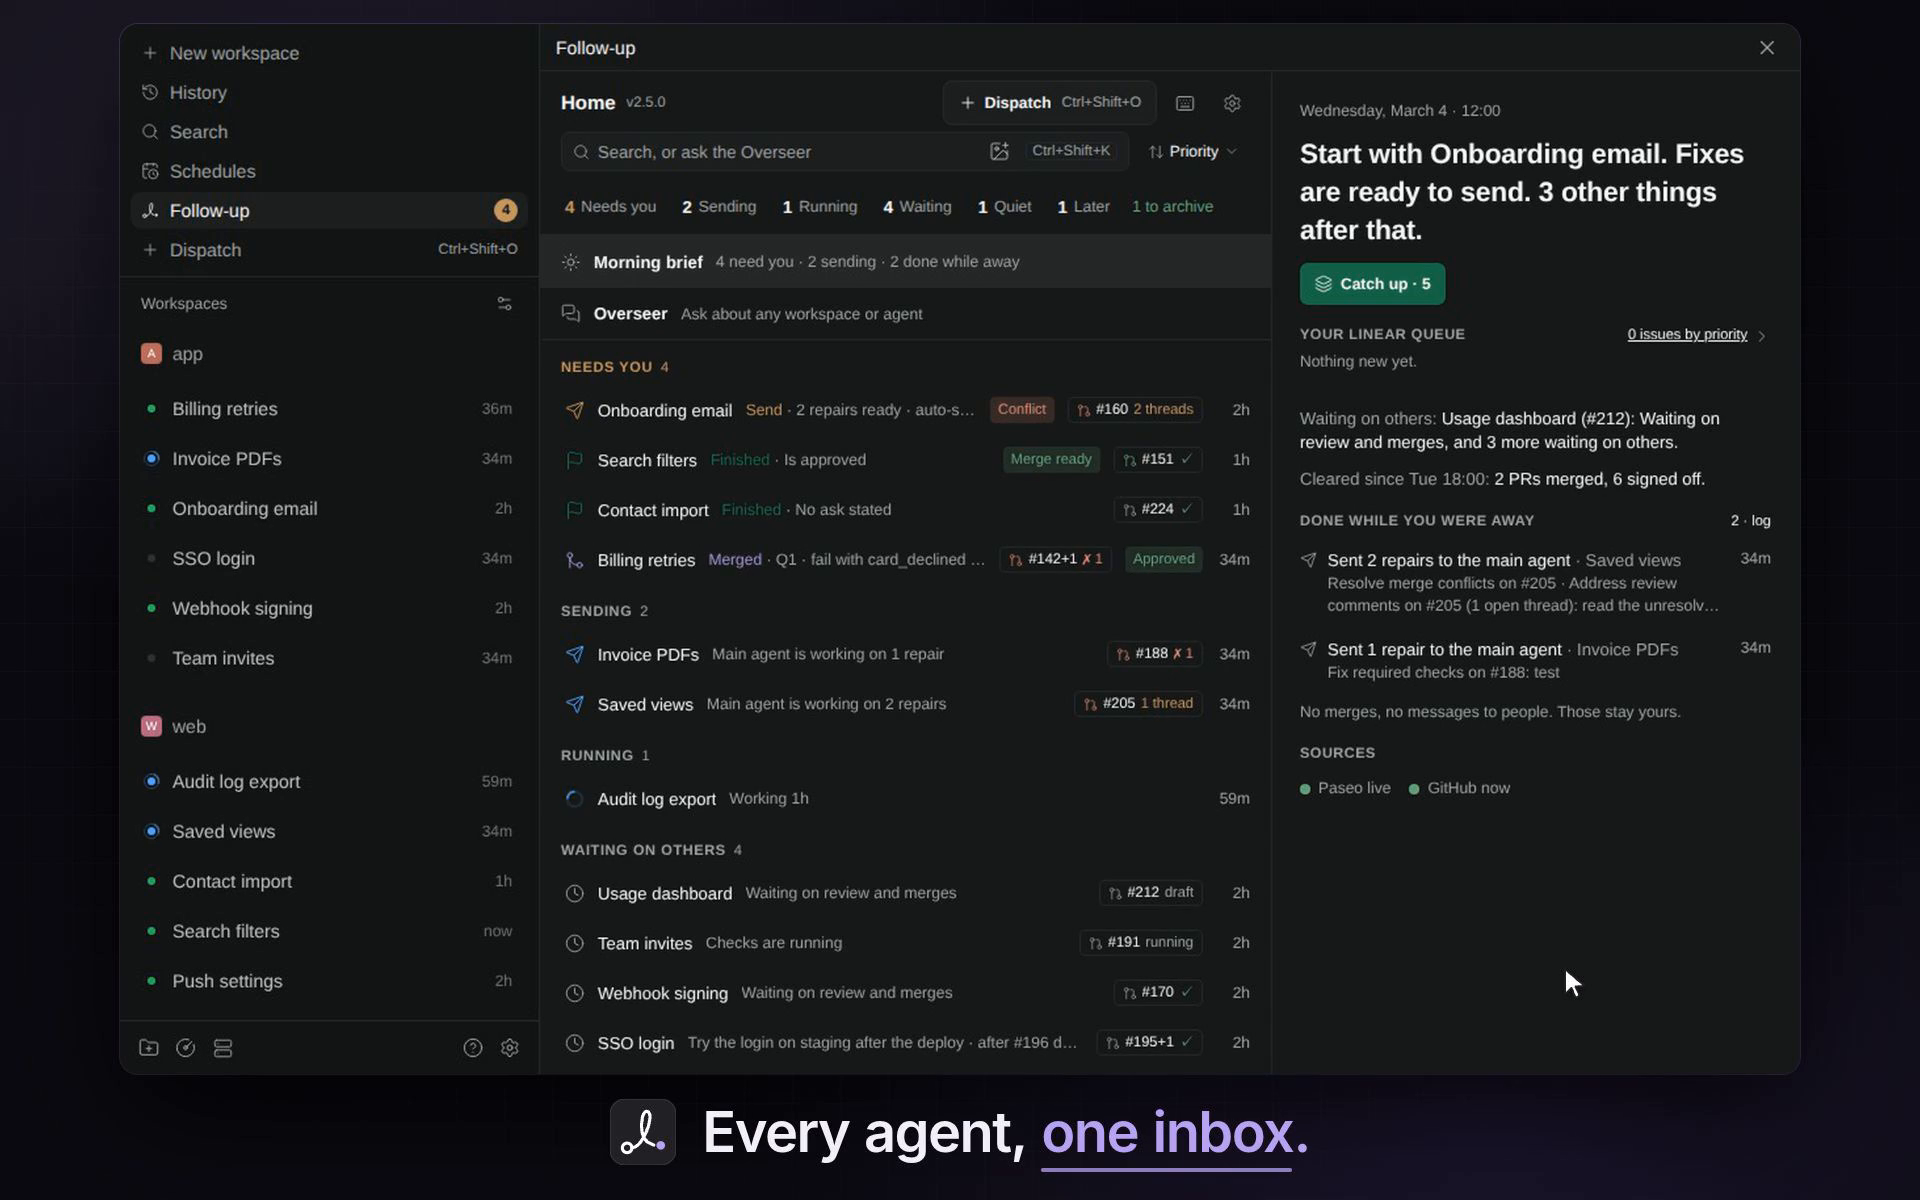 New workspace
History
Search
Schedules
Follow-up 4
Dispatch Ctrl+Shift+O
Workspaces
A app
Billing retries 36m
Invoice PDFs 34m
Onboarding email 2h
SSO login 34m
Webhook signing 2h
Team invites 34m
W web
Audit log export 59m
Saved views 34m
Contact import 1h
Search filters now
Push settings 2h
Follow-up
Home v2.5.0
Dispatch Ctrl+Shift+O
Search, or ask the Overseer Ctrl+Shift+K
Priority
4 Needs you 2 Sending 1 Running 4 Waiting 1 Quiet 1 Later 1 to archive
Morning brief 4 need you · 2 sending · 2 done while away
Overseer Ask about any workspace or agent
NEEDS YOU 4
Onboarding email Send · 2 repairs ready · auto-s… Conflict #160 2 threads 2h
Search filters Finished · Is approved Merge ready #151 ✓ 1h
Contact import Finished · No ask stated #224 ✓ 1h
Billing retries Merged · Q1 · fail with card_declined … #142+1 ✗ 1 Approved 34m
SENDING 2
Invoice PDFs Main agent is working on 1 repair #188 ✗ 1 34m
Saved views Main agent is working on 2 repairs #205 1 thread 34m
RUNNING 1
Audit log export Working 1h 59m
WAITING ON OTHERS 4
Usage dashboard Waiting on review and merges #212 draft 2h
Team invites Checks are running #191 running 2h
Webhook signing Waiting on review and merges #170 ✓ 2h
SSO login Try the login on staging after the deploy · after #196 d… #195+1 ✓ 2h
Wednesday, March 4 · 12:00
Start with Onboarding email. Fixes
are ready to send. 3 other things
after that.
Catch up · 5
YOUR LINEAR QUEUE 0 issues by priority
Nothing new yet.
Waiting on others: Usage dashboard (#212): Waiting on
review and merges, and 3 more waiting on others.
Cleared since Tue 18:00: 2 PRs merged, 6 signed off.
DONE WHILE YOU WERE AWAY 2 · log
Sent 2 repairs to the main agent · Saved views 34m
Resolve merge conflicts on #205 · Address review
comments on #205 (1 open thread): read the unresolv…
Sent 1 repair to the main agent · Invoice PDFs 34m
Fix required checks on #188: test
No merges, no messages to people. Those stay yours.
SOURCES
Paseo live GitHub now
Every agent, one inbox.